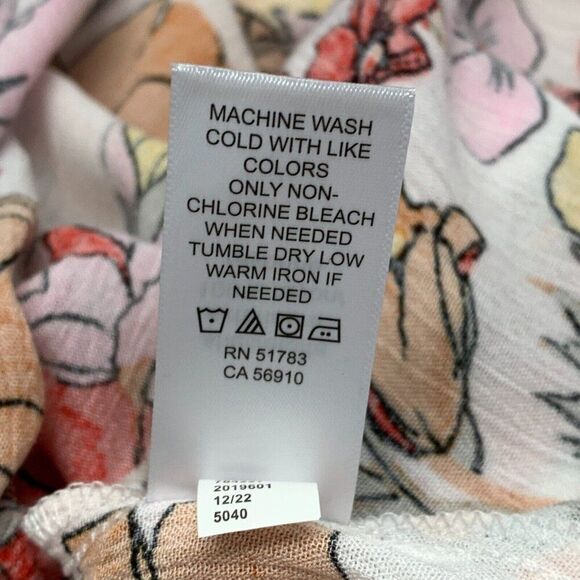 MACHINE WASH
COLD WITH LIKE
COLORS
ONLY NON-
CHLORINE BLEACH
WHEN NEEDED
TUMBLE DRY LOW
WARM IRON IF
NEEDED
RN 51783
CA 56910
2019601
12/22
5040